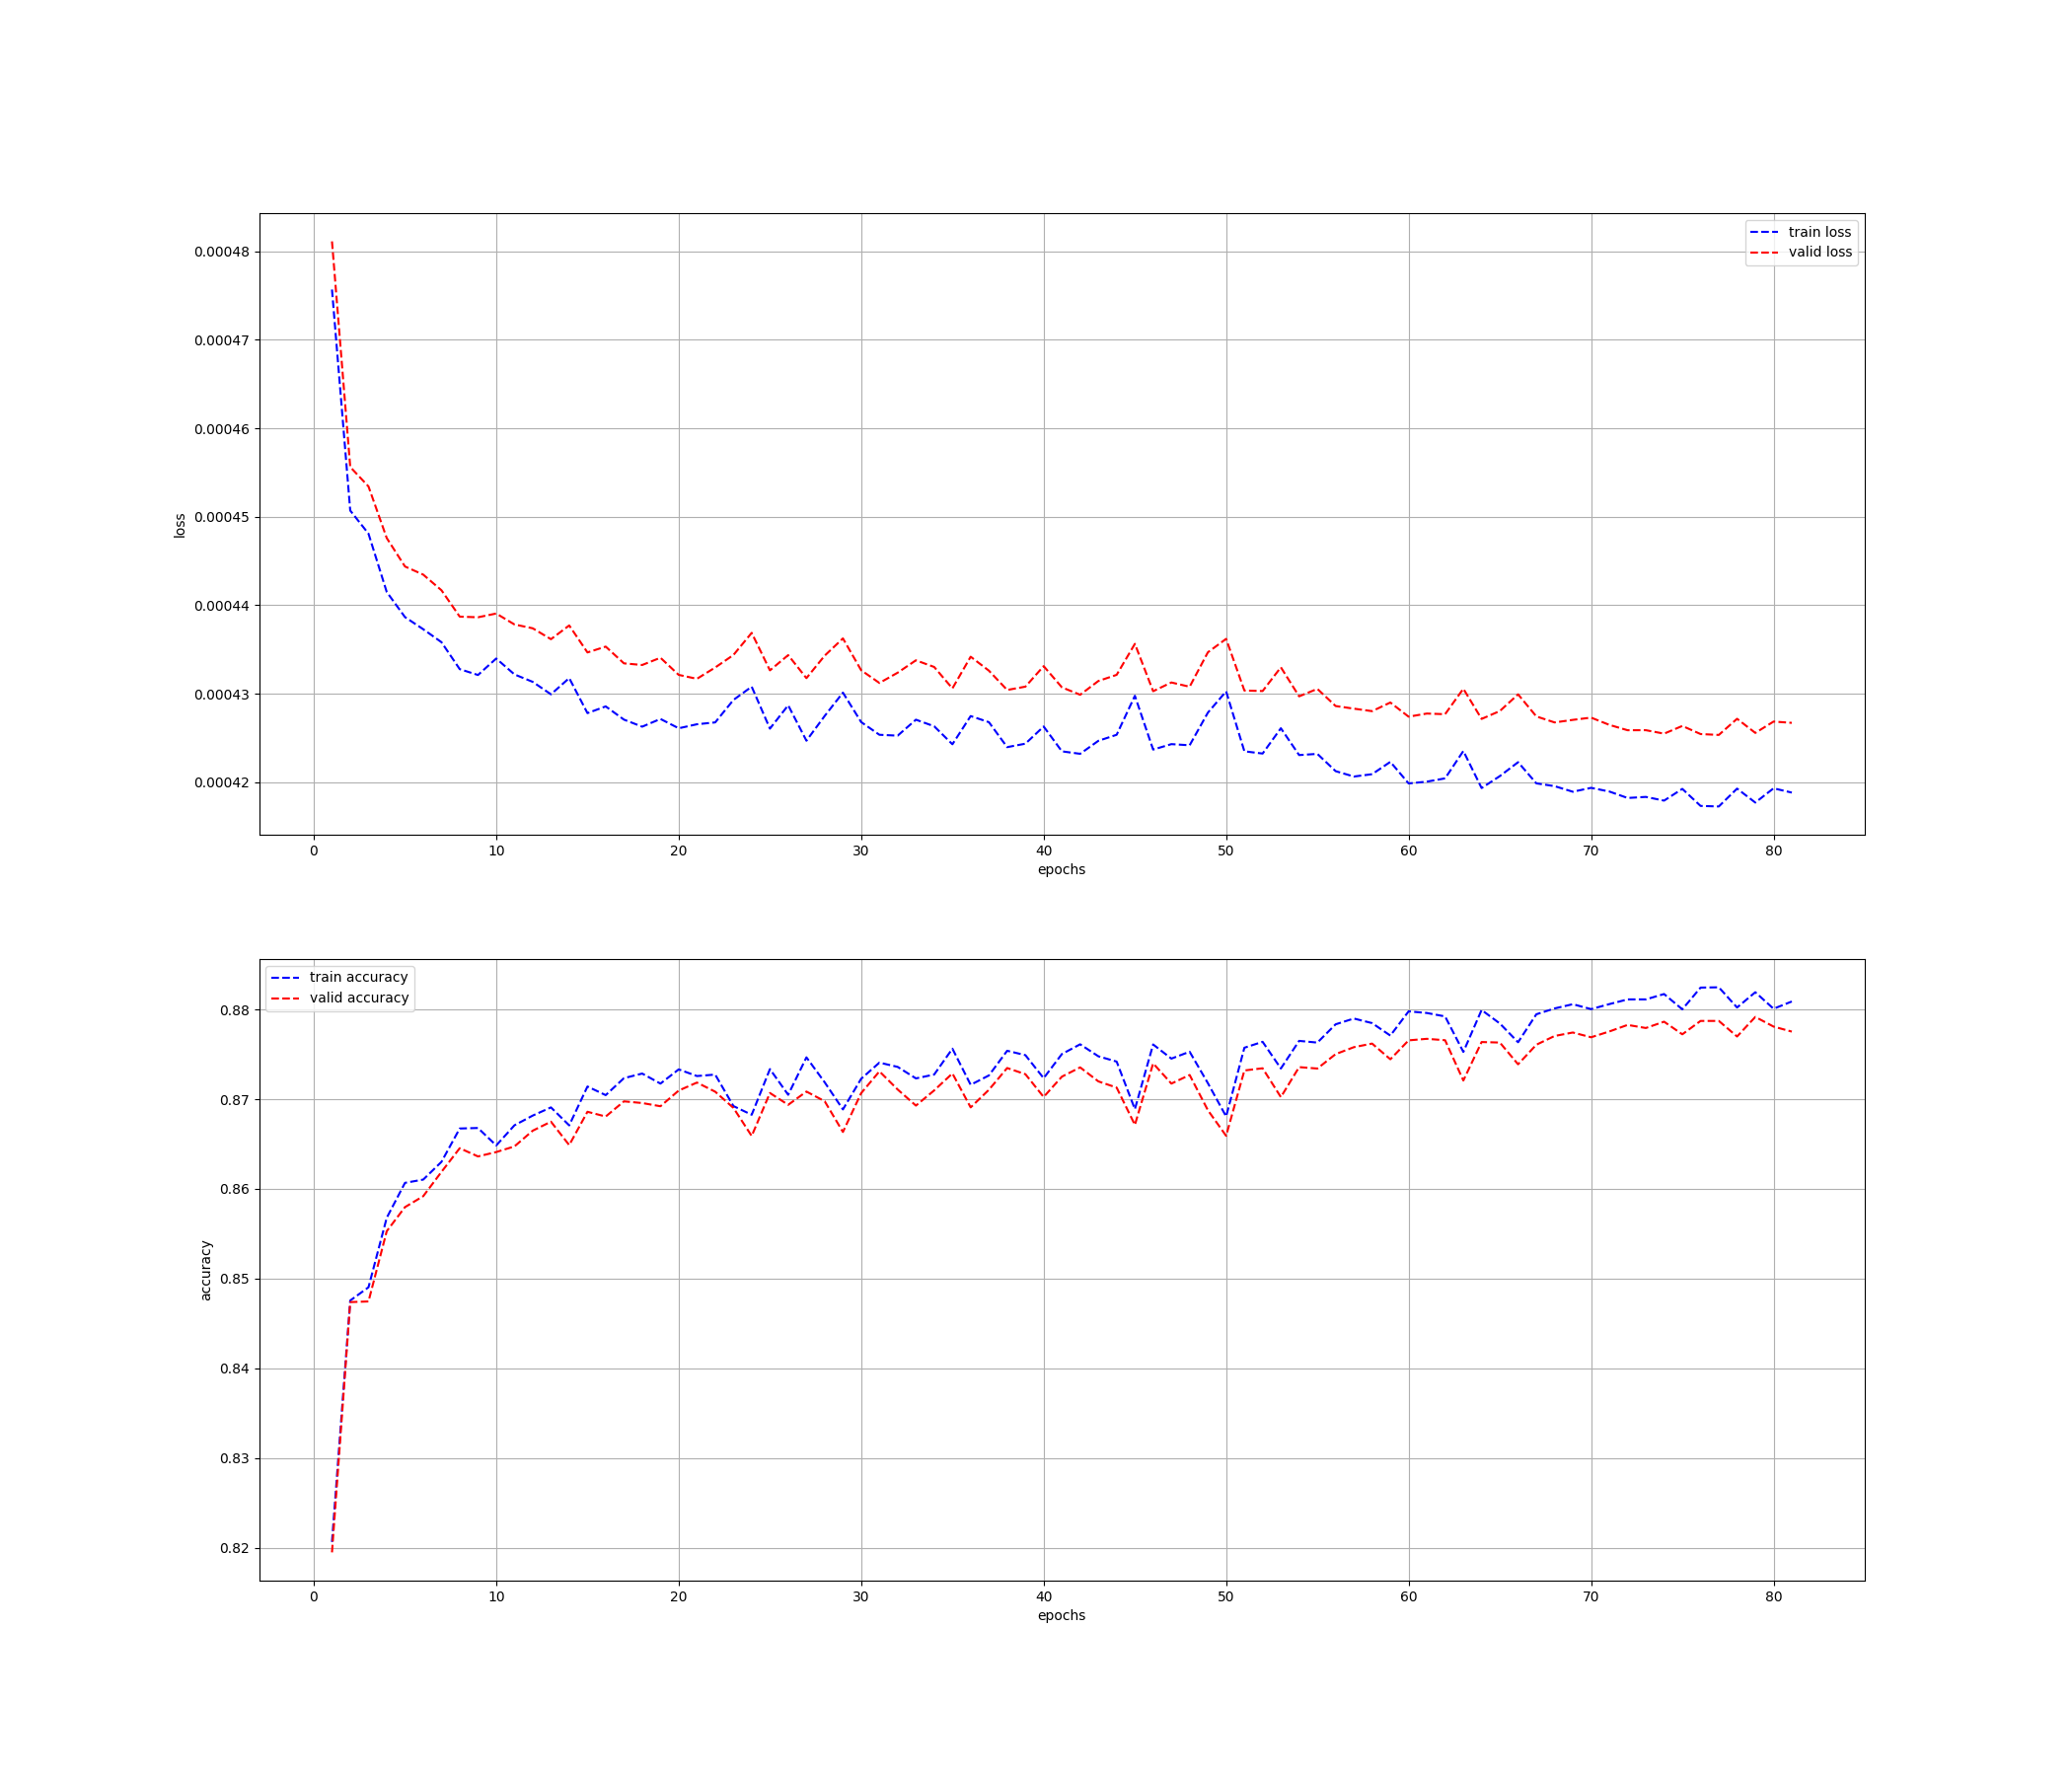 train loss
valid loss
0.00048
0.00047
0.00046
0.00045
0.00044
0.00043
0.00042
loss
0 10 20 30 40 50 60 70 80
epochs
train accuracy
valid accuracy
0.88
0.87
0.86
0.85
0.84
0.83
0.82
accuracy
0 10 20 30 40 50 60 70 80
epochs